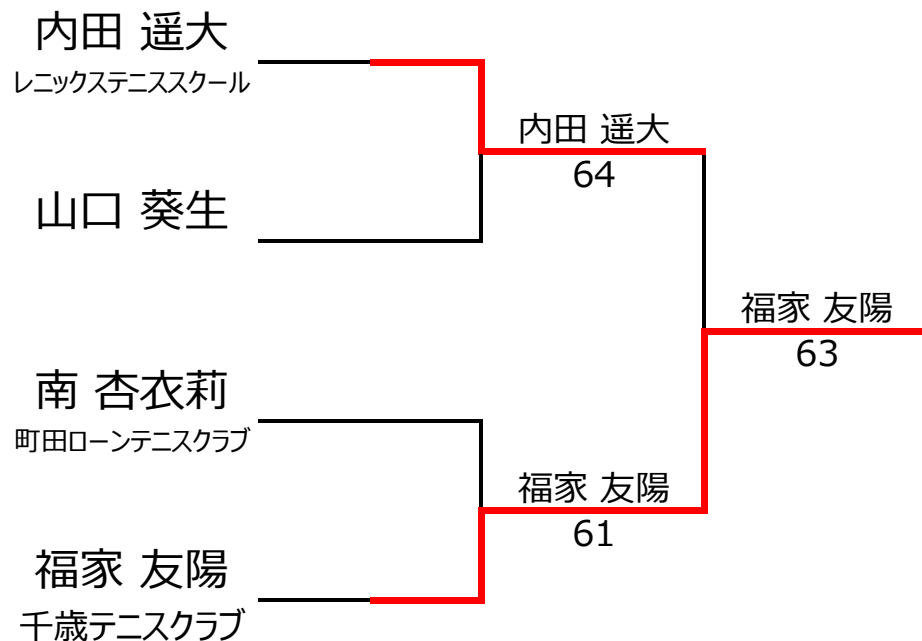 内田 遥大
レニックステニススクール
内田 遥大
64
山口 葵生
福家 友陽
63
南 杏衣莉
町田ローンテニスクラブ
福家 友陽
61
福家 友陽
千歳テニスクラブ